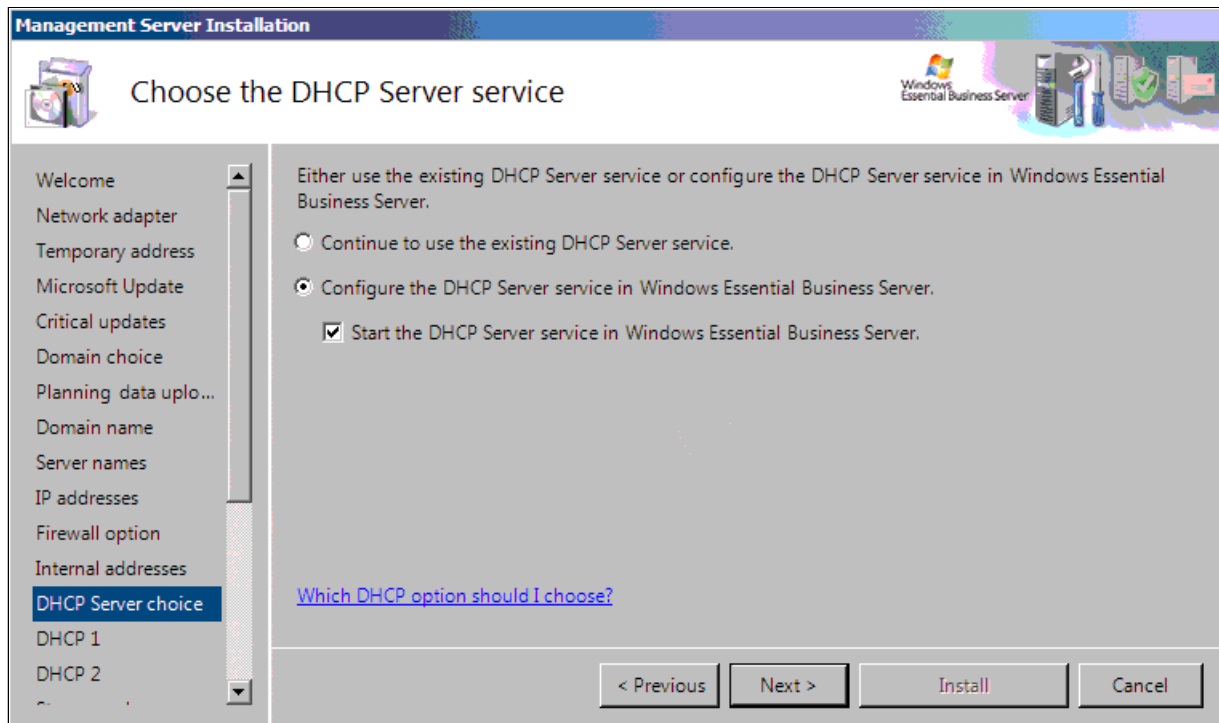 Management Server Installation
Choose the DHCP Server service
Windows
Essential Business Server
Welcome
Network adapter
Temporary address
Microsoft Update
Critical updates
Domain choice
Planning data uplo...
Domain name
Server names
IP addresses
Firewall option
Internal addresses
DHCP Server choice
DHCP 1
DHCP 2
Either use the existing DHCP Server service or configure the DHCP Server service in Windows Essential
Business Server.
Continue to use the existing DHCP Server service.
Configure the DHCP Server service in Windows Essential Business Server.
Start the DHCP Server service in Windows Essential Business Server.
Which DHCP option should I choose?
< Previous
Next >
Install
Cancel